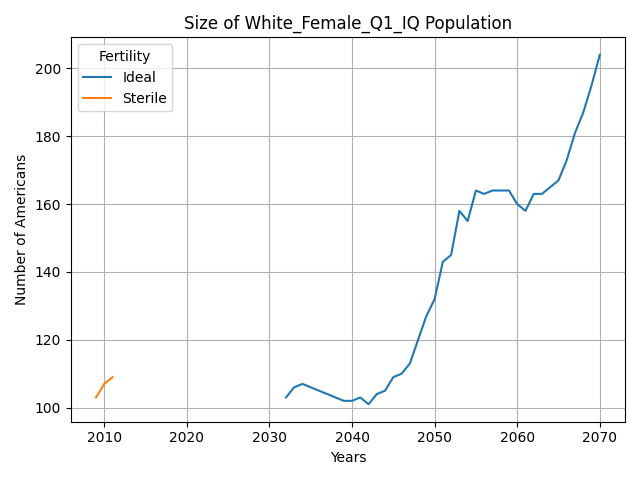 Size of White_Female_Q1_IQ Population
Fertility
Ideal
Sterile
Number of Americans
200
180
160
140
120
100
2010 2020 2030 2040 2050 2060 2070
Years